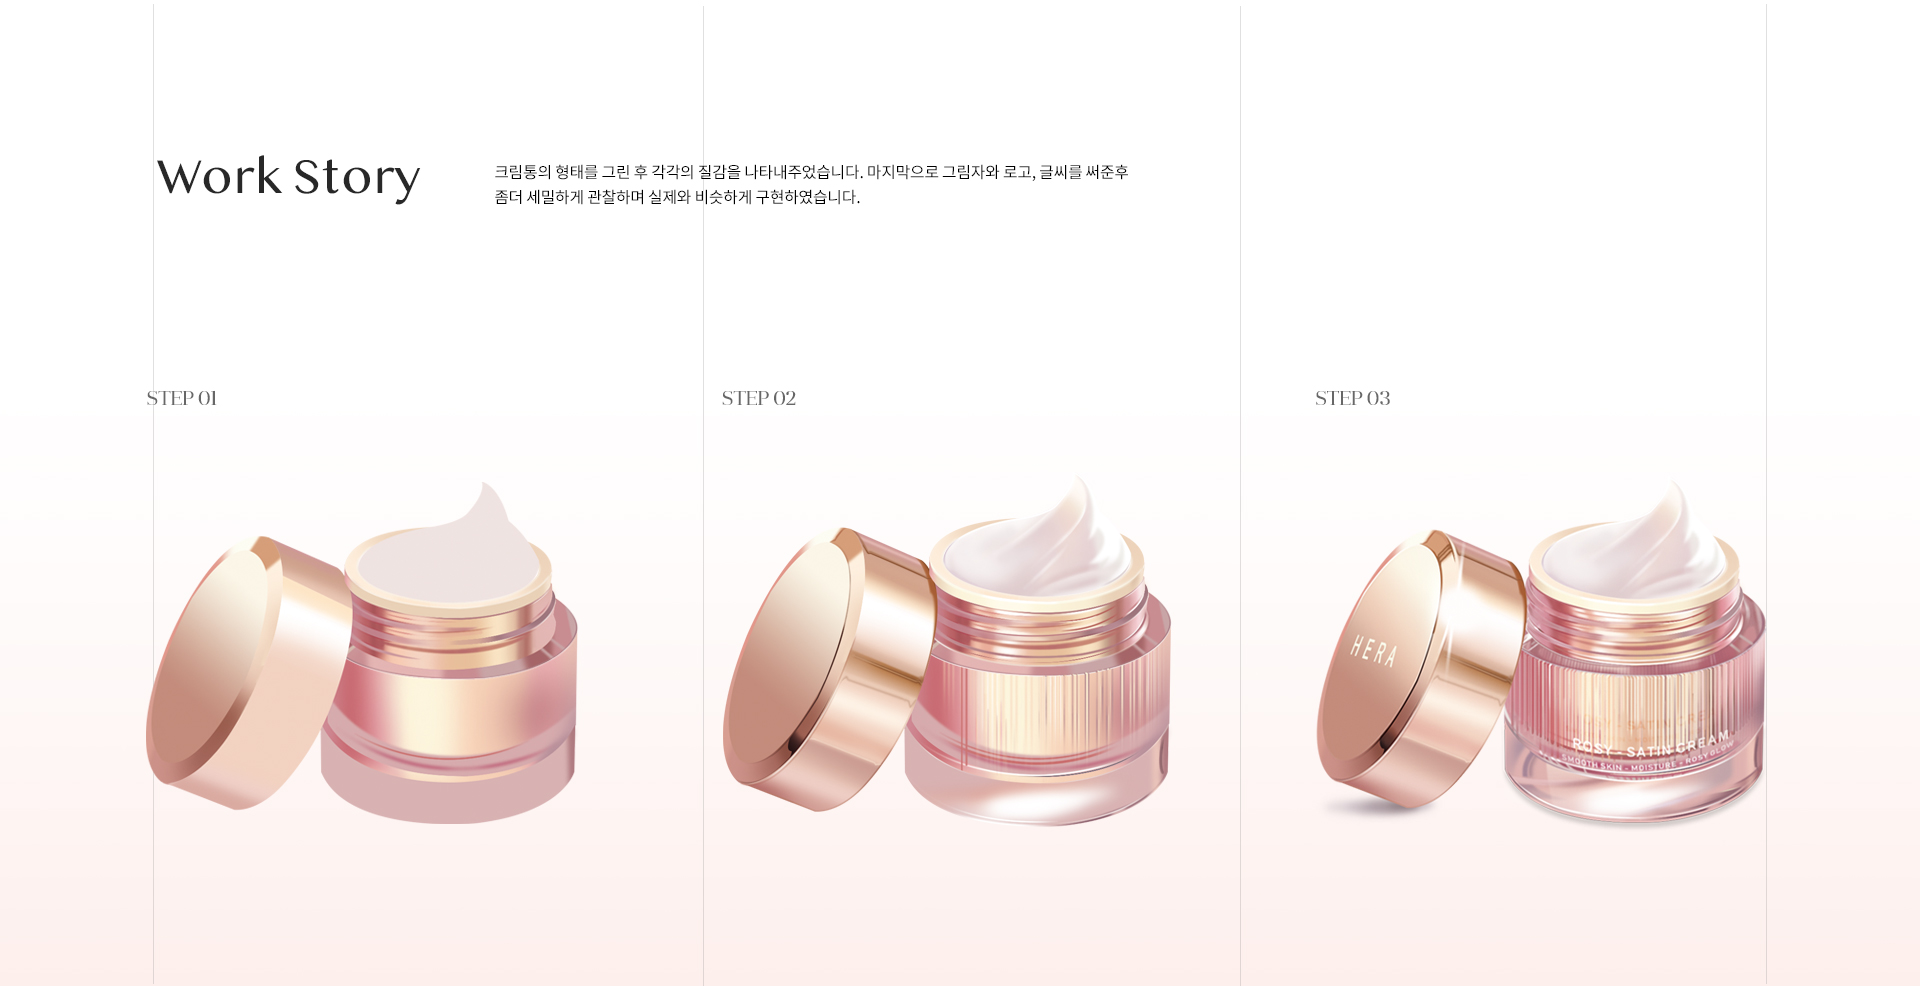 Work Story
크림통의 형태를 그린 후 각각의 질감을 나타내주었습니다. 마지막으로 그림자와 로고, 글씨를 써준후
좀더 세밀하게 관찰하며 실제와 비슷하게 구현하였습니다.
STEP 01
STEP 02
STEP 03
HERA
ROSY - SATIN CREAM
SMOOTH SKIN - MOISTURE - ROSY GLOW